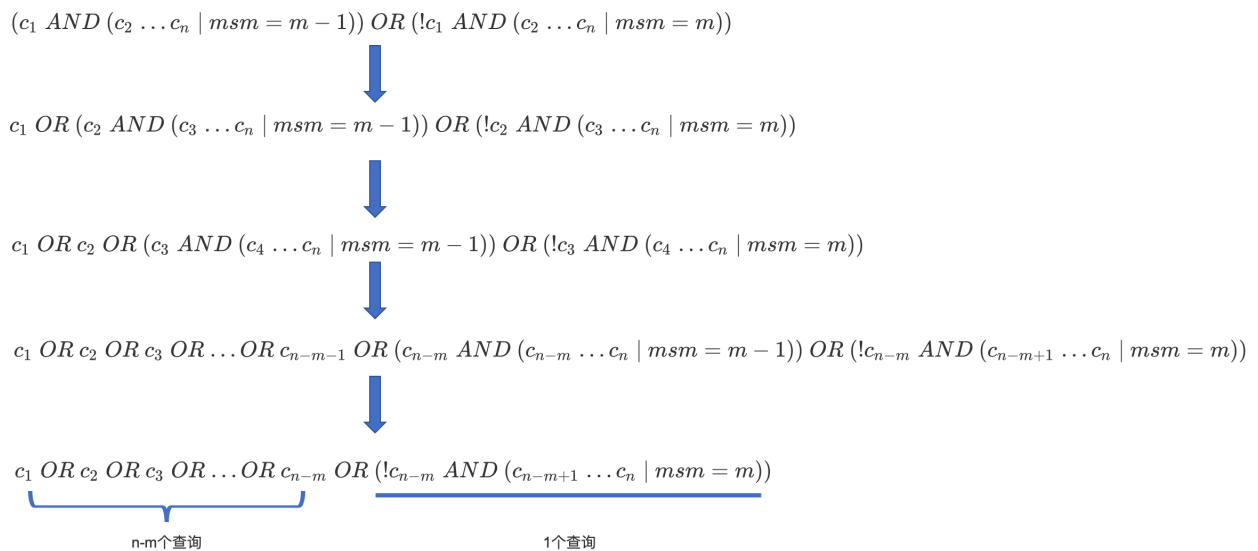 (c₁ AND (c₂ … cₙ | msm = m − 1)) OR (!c₁ AND (c₂ … cₙ | msm = m))
c₁ OR (c₂ AND (c₃ … cₙ | msm = m − 1)) OR (!c₂ AND (c₃ … cₙ | msm = m))
c₁ OR c₂ OR (c₃ AND (c₄ … cₙ | msm = m − 1)) OR (!c₃ AND (c₄ … cₙ | msm = m))
c₁ OR c₂ OR c₃ OR … OR cₙ₋ₘ₋₁ OR (cₙ₋ₘ AND (cₙ₋ₘ … cₙ | msm = m − 1)) OR (!cₙ₋ₘ AND (cₙ₋ₘ₊₁ … cₙ | msm = m))
c₁ OR c₂ OR c₃ OR … OR cₙ₋ₘ OR (!cₙ₋ₘ AND (cₙ₋ₘ₊₁ … cₙ | msm = m))
n-m个查询 1个查询